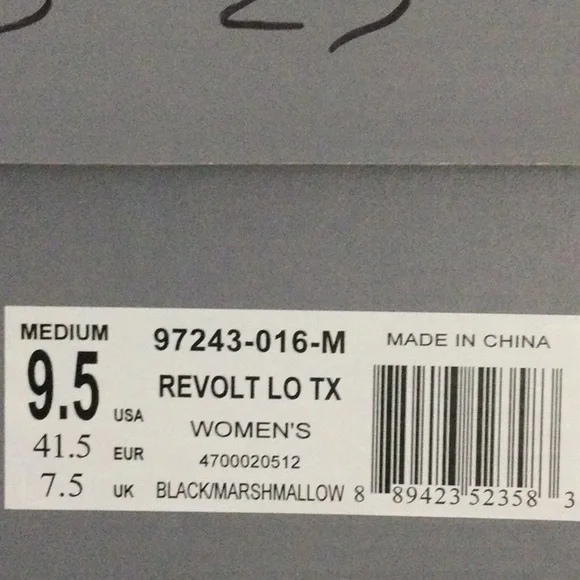 MEDIUM
9.5 USA
41.5 EUR
7.5 UK
97243-016-M
REVOLT LO TX
WOMEN'S
4700020512
BLACK/MARSHMALLOW
MADE IN CHINA
8 89423 52358 3